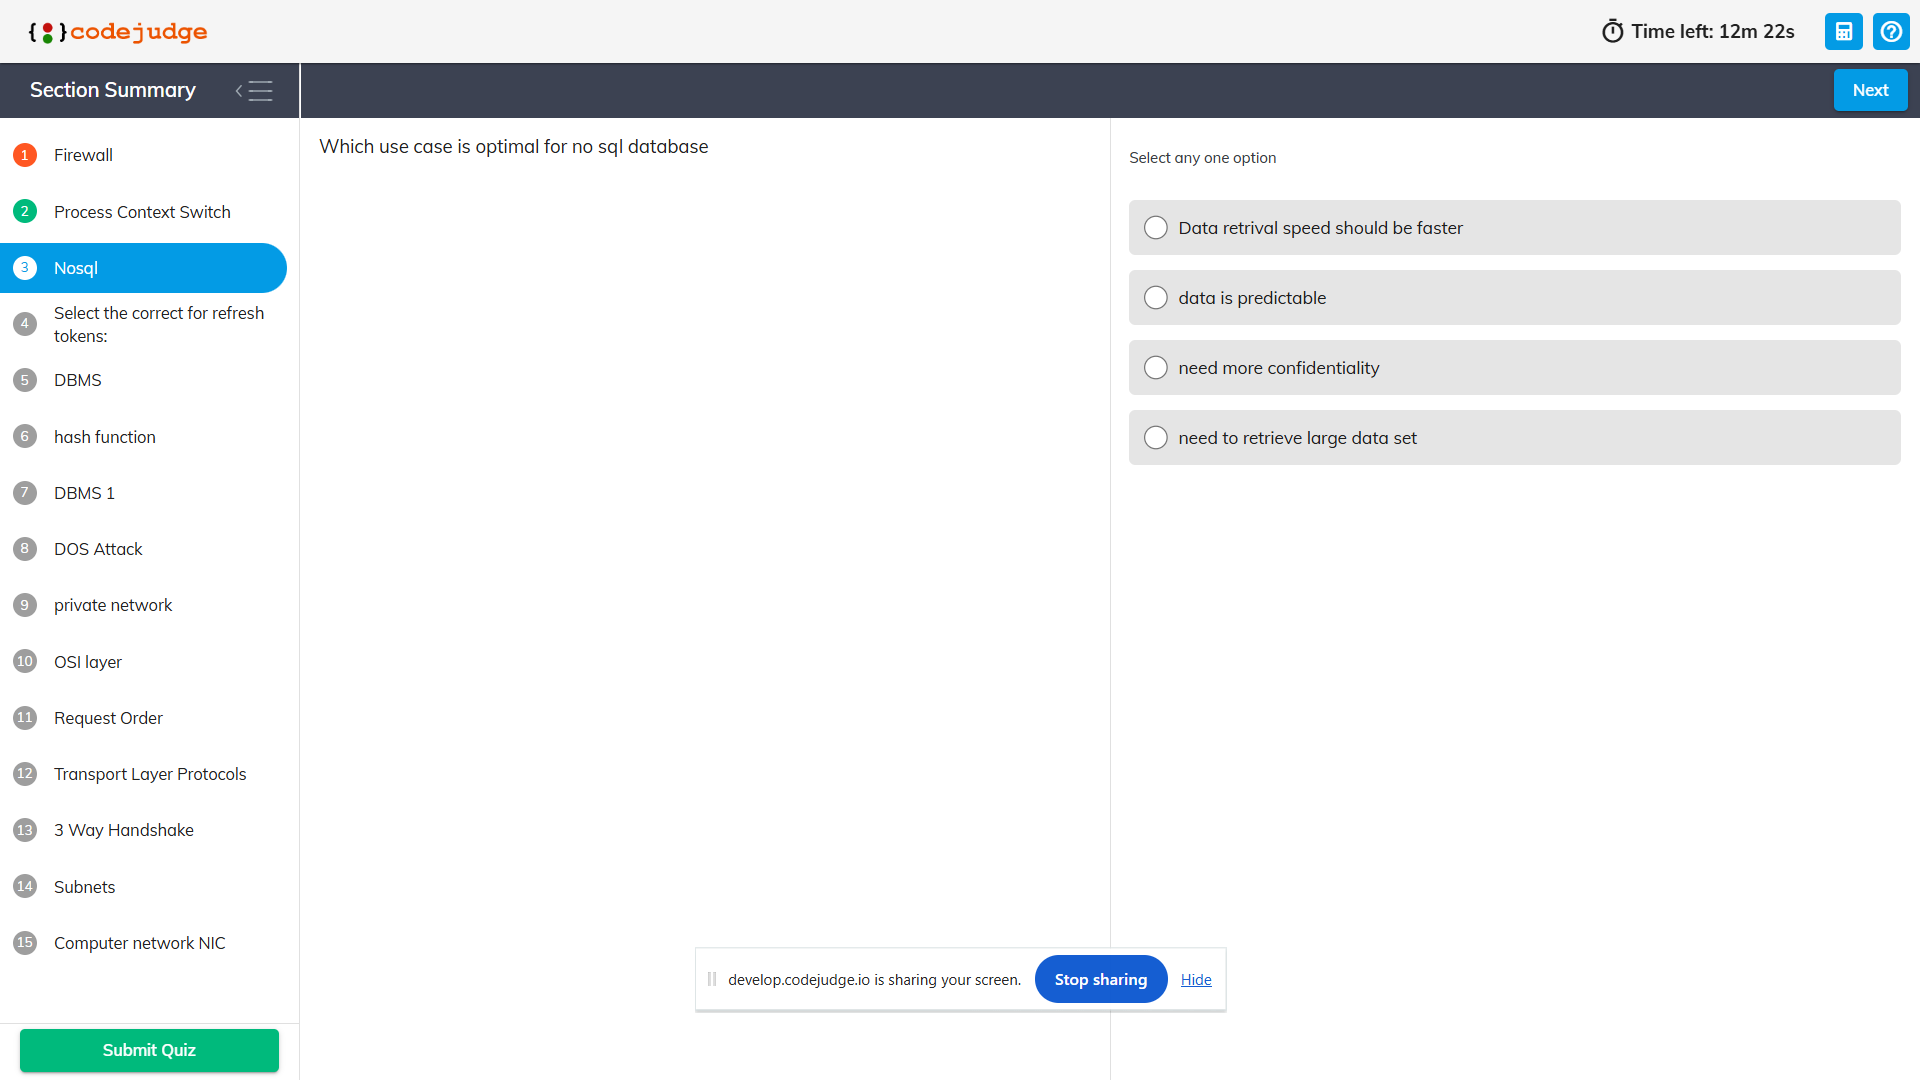 { } codejudge
Time left: 12m 22s
Section Summary
Next
1 Firewall
2 Process Context Switch
3 Nosql
4 Select the correct for refresh
tokens:
5 DBMS
6 hash function
7 DBMS 1
8 DOS Attack
9 private network
10 OSI layer
11 Request Order
12 Transport Layer Protocols
13 3 Way Handshake
14 Subnets
15 Computer network NIC
Submit Quiz
Which use case is optimal for no sql database
Select any one option
Data retrival speed should be faster
data is predictable
need more confidentiality
need to retrieve large data set
develop.codejudge.io is sharing your screen.
Stop sharing
Hide